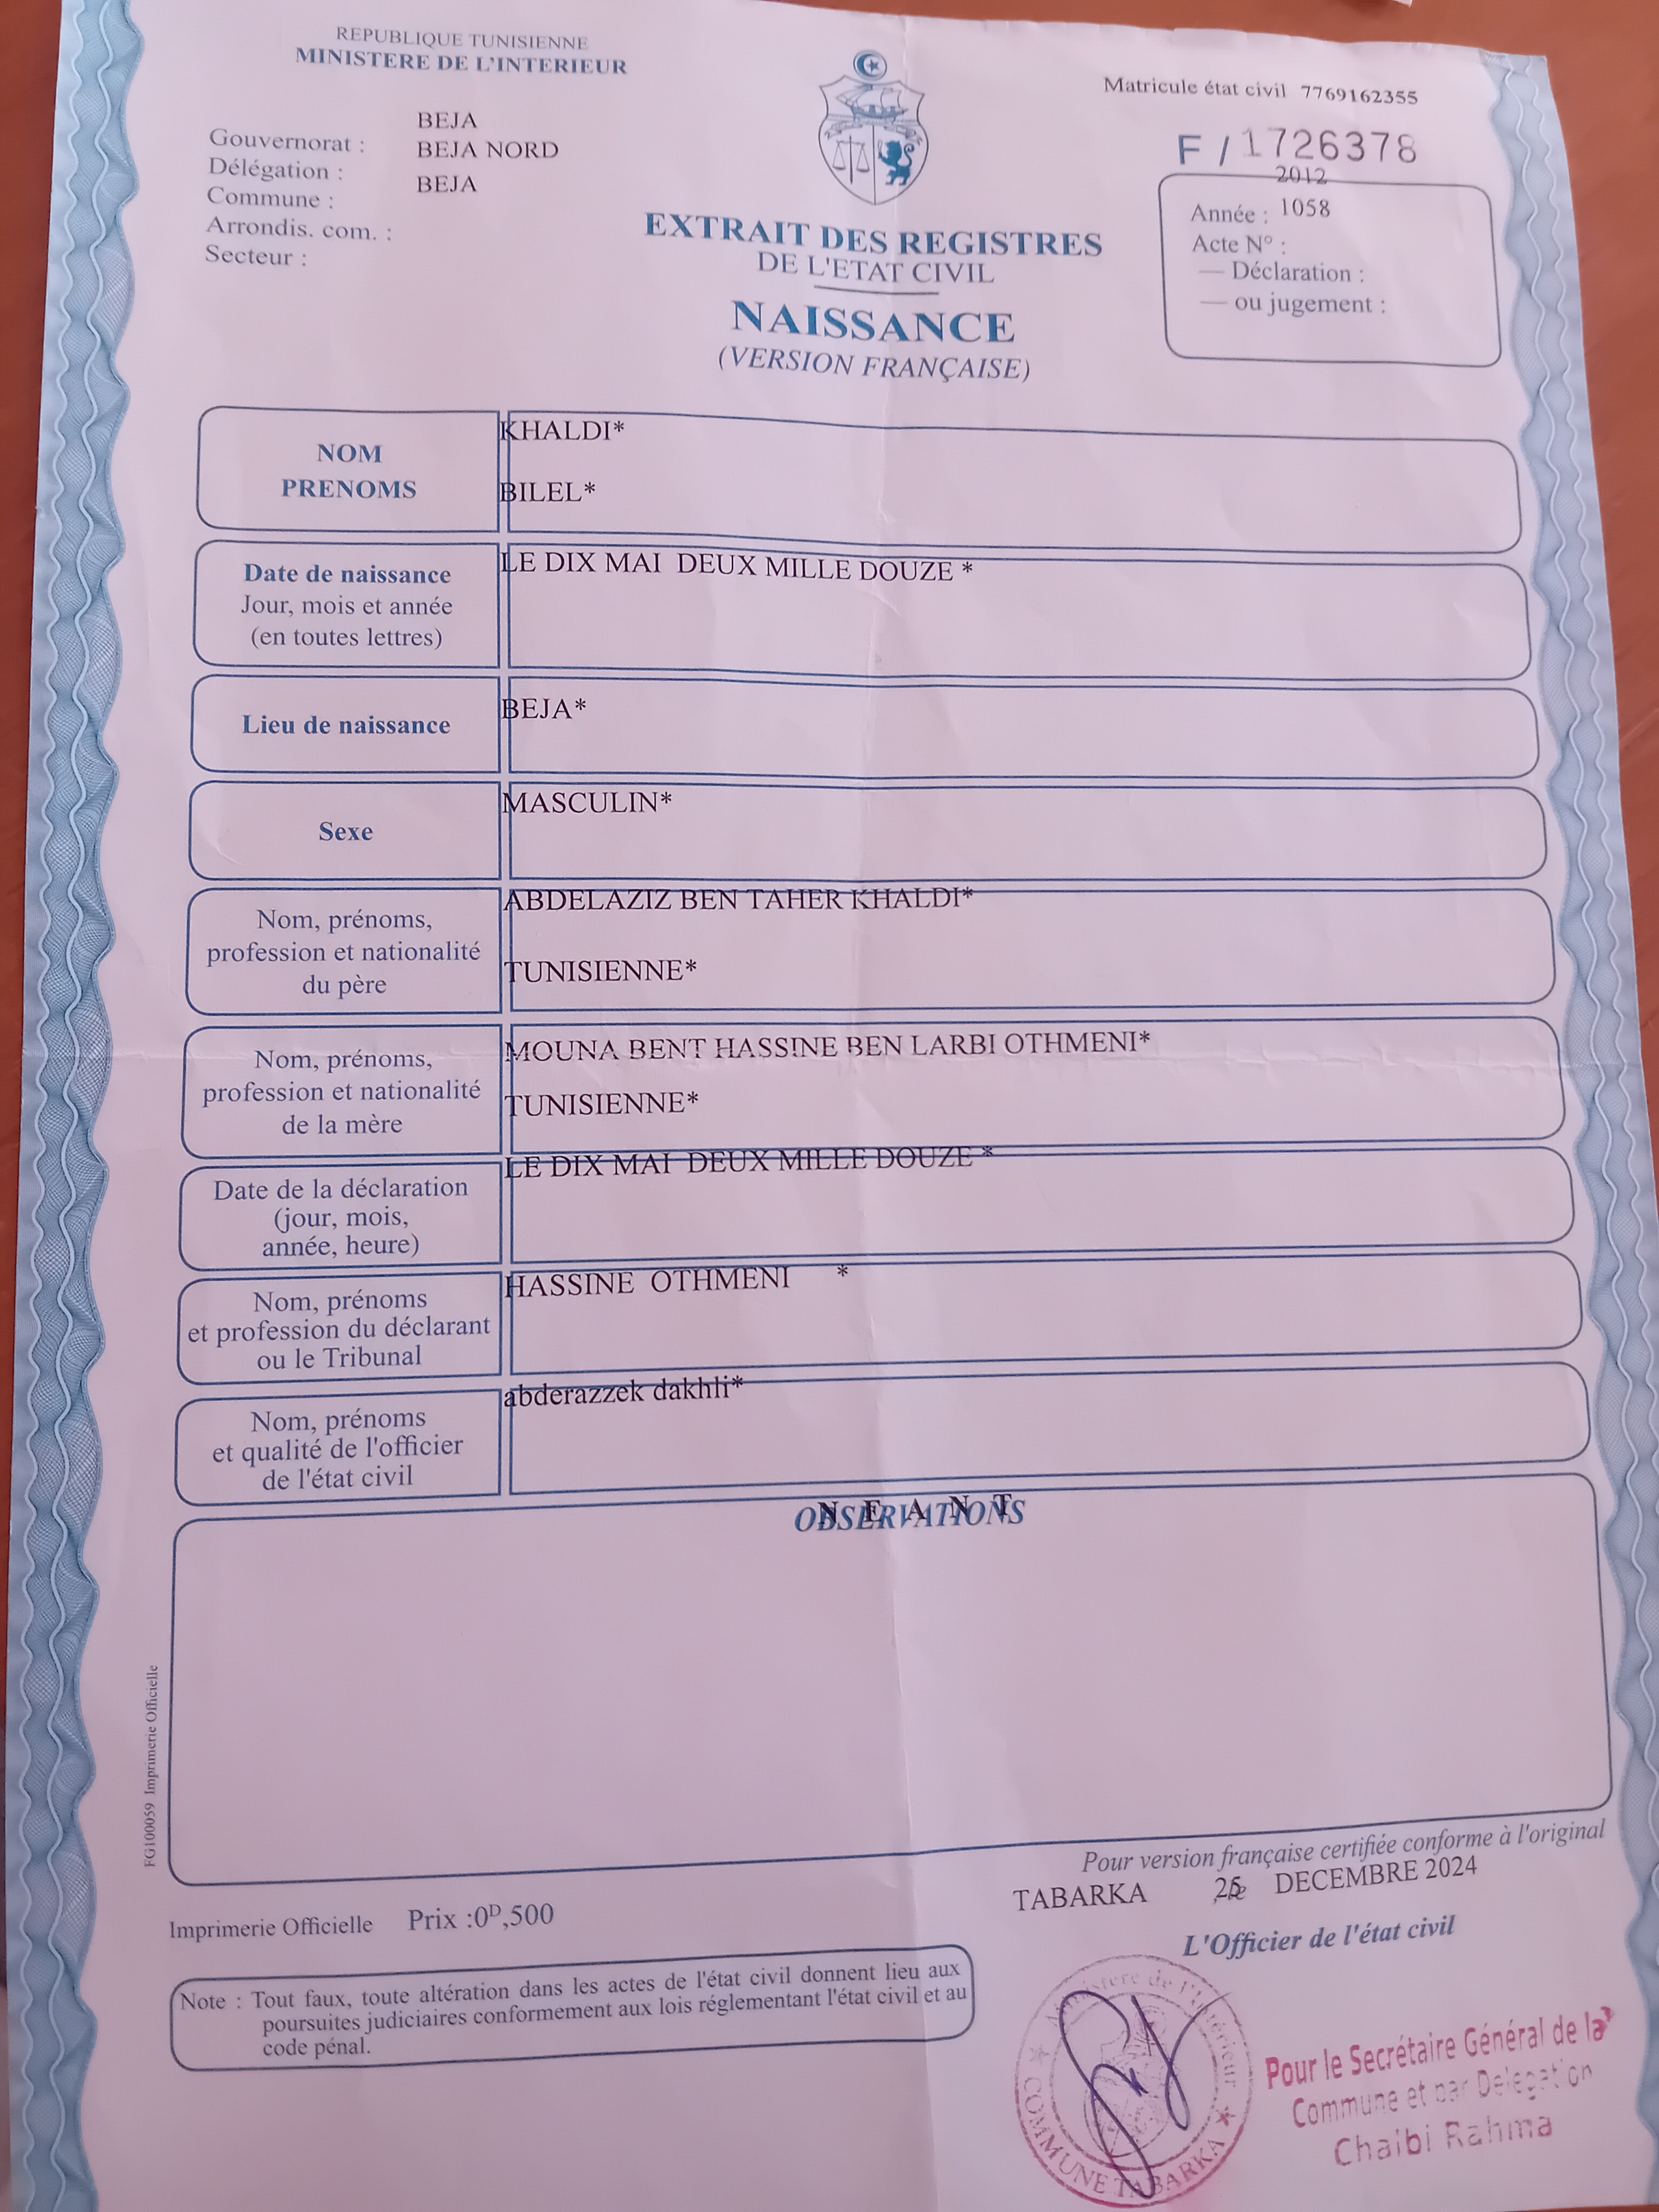 REPUBLIQUE TUNISIENNE
MINISTERE DE L'INTERIEUR
Gouvernorat : BEJA
Délégation : BEJA NORD
Commune : BEJA
Arrondis. com. :
Secteur :
Matricule état civil 7769162355
F / 1726378
2012
Année : 1058
Acte N° :
— Déclaration :
— ou jugement :
EXTRAIT DES REGISTRES
DE L'ETAT CIVIL
NAISSANCE
(VERSION FRANÇAISE)
NOM
PRENOMS
KHALDI*
BILEL*
Date de naissance
Jour, mois et année
(en toutes lettres)
LE DIX MAI DEUX MILLE DOUZE *
Lieu de naissance
BEJA*
Sexe
MASCULIN*
Nom, prénoms,
profession et nationalité
du père
ABDELAZIZ BEN TAHER KHALDI*
TUNISIENNE*
Nom, prénoms,
profession et nationalité
de la mère
MOUNA BENT HASSINE BEN LARBI OTHMENI*
TUNISIENNE*
Date de la déclaration
(jour, mois,
année, heure)
LE DIX MAI DEUX MILLE DOUZE *
Nom, prénoms
et profession du déclarant
ou le Tribunal
HASSINE OTHMENI *
Nom, prénoms
et qualité de l'officier
de l'état civil
abderazzek dakhli*
OBSERVATIONS
N E A N T
FG100059 Imprimerie Officielle
Pour version française certifiée conforme à l'original
TABARKA DECEMBRE 2024
L'Officier de l'état civil
Imprimerie Officielle Prix :0D,500
Note : Tout faux, toute altération dans les actes de l'état civil donnent lieu aux
poursuites judiciaires conformement aux lois réglementant l'état civil et au
code pénal.
Ministère de l'Intérieur
COMMUNE TABARKA
Pour le Secrétaire Général de la
Commune et par Delegation
Chaibi Rahma